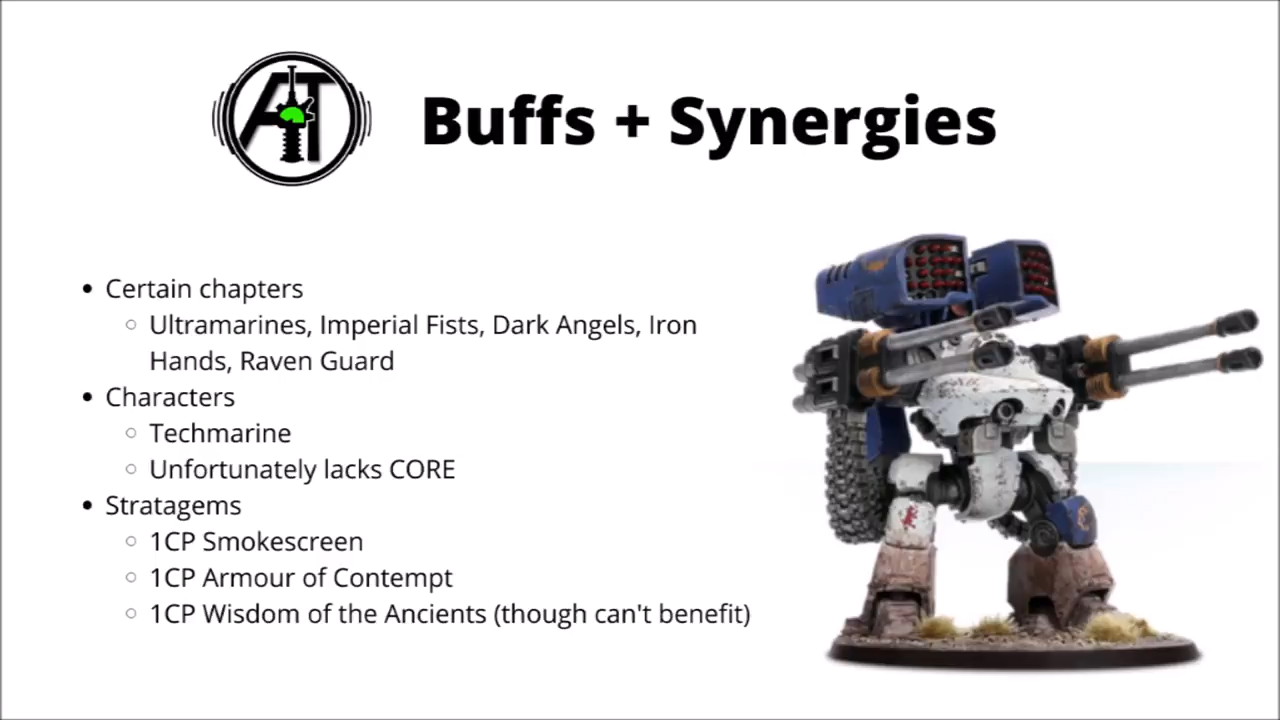 AT
Buffs + Synergies
• Certain chapters
○ Ultramarines, Imperial Fists, Dark Angels, Iron
Hands, Raven Guard
• Characters
○ Techmarine
○ Unfortunately lacks CORE
• Stratagems
○ 1CP Smokescreen
○ 1CP Armour of Contempt
○ 1CP Wisdom of the Ancients (though can't benefit)